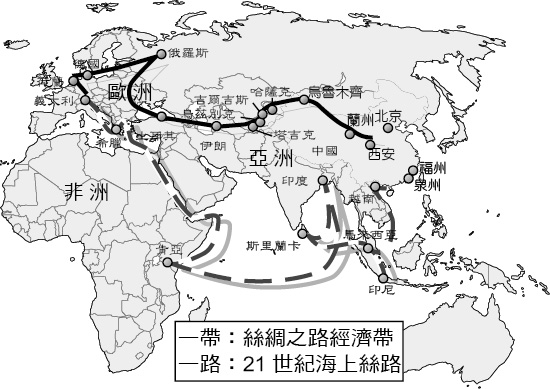 俄羅斯
德國
荷蘭
義大利
歐洲
哈薩克
烏魯木齊
吉爾吉斯
烏茲別克
蘭州
北京
希臘
土耳其
伊朗
塔吉克
中國
西安
亞洲
福州
泉州
非洲
印度
越南
斯里蘭卡
馬來西亞
肯亞
印尼
一帶：絲綢之路經濟帶
一路：21世紀海上絲路